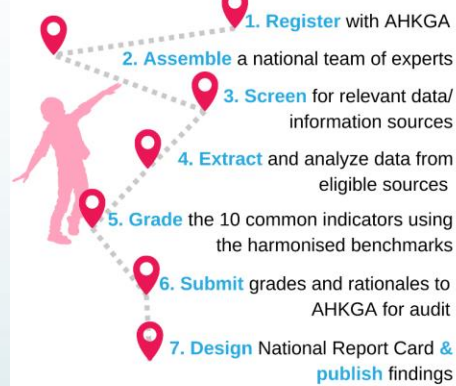 1. Register with AHKGA
2. Assemble a national team of experts
3. Screen for relevant data/
information sources
4. Extract and analyze data from
eligible sources
5. Grade the 10 common indicators using
the harmonised benchmarks
6. Submit grades and rationales to
AHKGA for audit
7. Design National Report Card &
publish findings